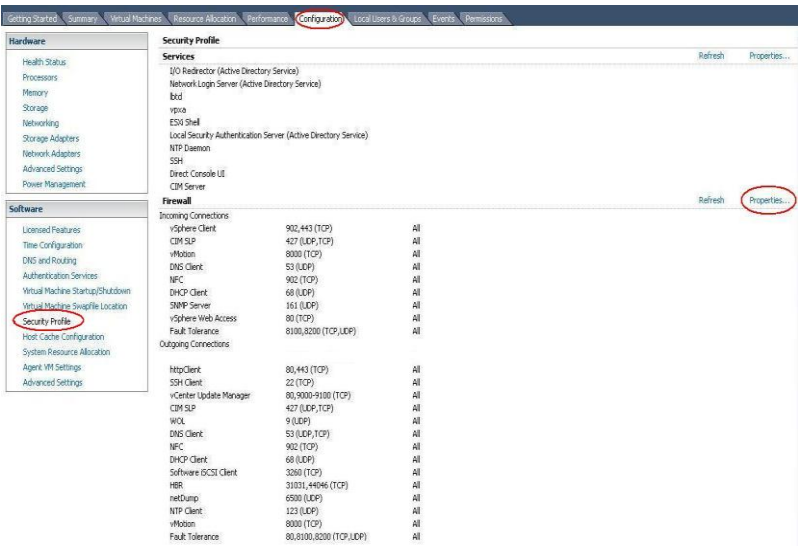 Getting Started Summary Virtual Machines Resource Allocation Performance Configuration Local Users & Groups Events Permissions
Hardware
Health Status
Processors
Memory
Storage
Networking
Storage Adapters
Network Adapters
Advanced Settings
Power Management
Software
Licensed Features
Time Configuration
DNS and Routing
Authentication Services
Virtual Machine Startup/Shutdown
Virtual Machine Swapfile Location
Security Profile
Host Cache Configuration
System Resource Allocation
Agent VM Settings
Advanced Settings
Security Profile
Services Refresh Properties...
I/O Redirector (Active Directory Service)
Network Login Server (Active Directory Service)
lbtd
vpxa
ESXi Shell
Local Security Authentication Server (Active Directory Service)
NTP Daemon
SSH
Direct Console UI
CIM Server
Firewall Refresh Properties...
Incoming Connections
vSphere Client 902,443 (TCP) All
CIM SLP 427 (UDP,TCP) All
vMotion 8000 (TCP) All
DNS Client 53 (UDP) All
NFC 902 (TCP) All
DHCP Client 68 (UDP) All
SNMP Server 161 (UDP) All
vSphere Web Access 80 (TCP) All
Fault Tolerance 8100,8200 (TCP,UDP) All
Outgoing Connections
httpClient 80,443 (TCP) All
SSH Client 22 (TCP) All
vCenter Update Manager 80,9000-9100 (TCP) All
CIM SLP 427 (UDP,TCP) All
WOL 9 (UDP) All
DNS Client 53 (UDP,TCP) All
NFC 902 (TCP) All
DHCP Client 68 (UDP) All
Software iSCSI Client 3260 (TCP) All
HBR 31031,44046 (TCP) All
netDump 6500 (UDP) All
NTP Client 123 (UDP) All
vMotion 8000 (TCP) All
Fault Tolerance 80,8100,8200 (TCP,UDP) All